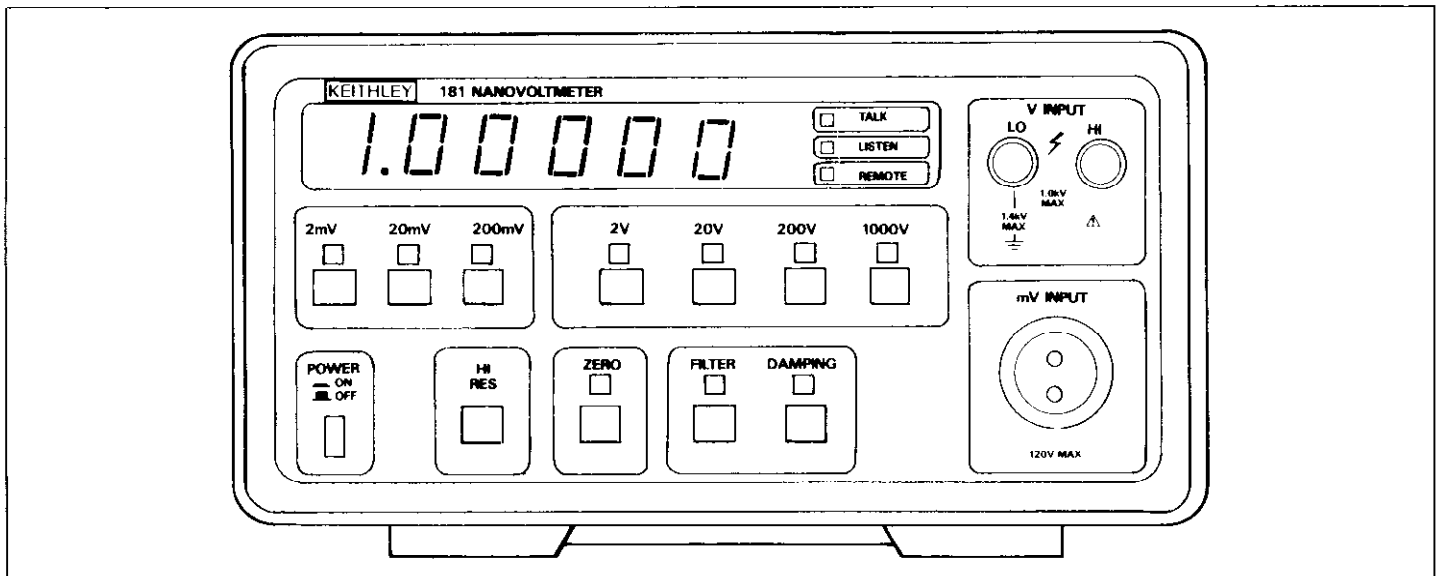 KEITHLEY 181 NANOVOLTMETER
1.00000
TALK
LISTEN
REMOTE
2mV 20mV 200mV
2V 20V 200V 1000V
POWER
ON
OFF
HI
RES
ZERO
FILTER DAMPING
V INPUT
LO HI
1.0kV
MAX
1.4kV
MAX
mV INPUT
120V MAX